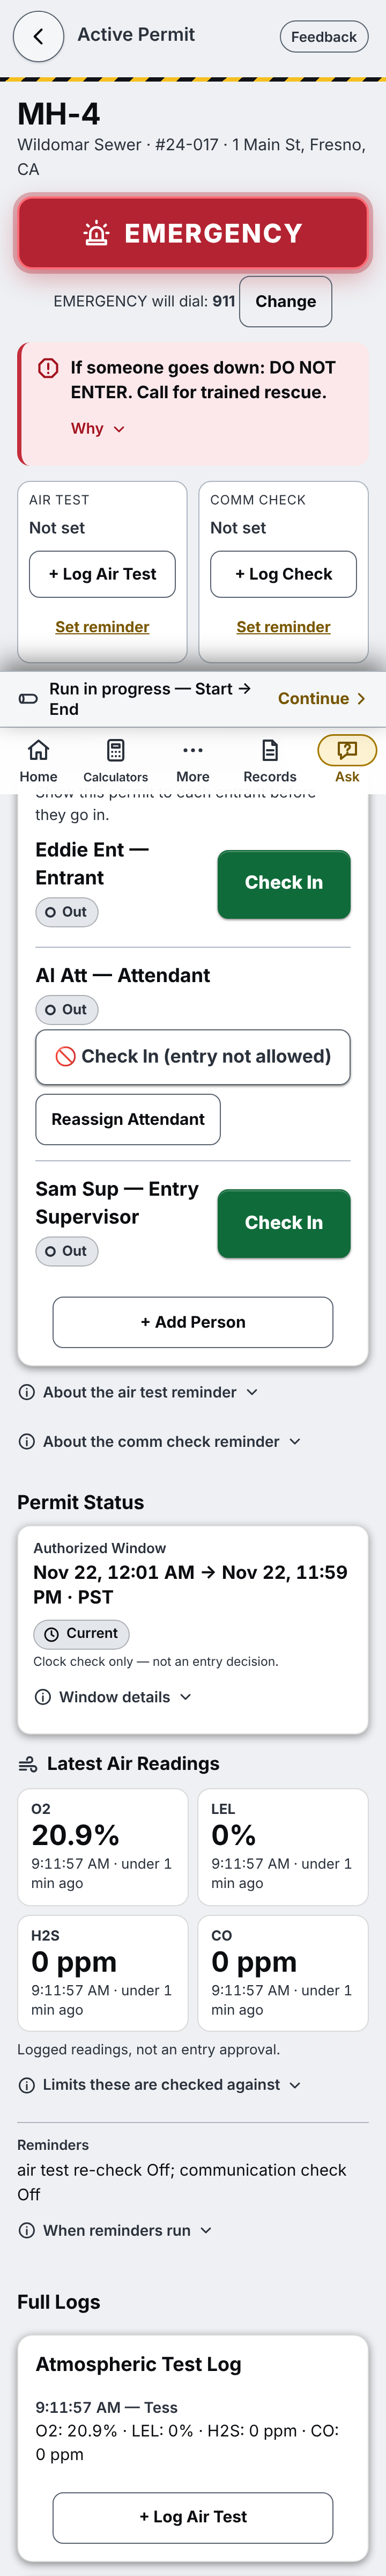 Active Permit
Feedback
MH-4
Wildomar Sewer · #24-017 · 1 Main St, Fresno,
CA
EMERGENCY
EMERGENCY will dial: 911
Change
If someone goes down: DO NOT
ENTER. Call for trained rescue.
Why
AIR TEST
Not set
+ Log Air Test
Set reminder
COMM CHECK
Not set
+ Log Check
Set reminder
Run in progress — Start →
End
Continue
Home
Calculators
More
Records
Ask
Show this permit to each entrant before
they go in.
Eddie Ent —
Entrant
Out
Check In
Al Att — Attendant
Out
Check In (entry not allowed)
Reassign Attendant
Sam Sup — Entry
Supervisor
Out
Check In
+ Add Person
About the air test reminder
About the comm check reminder
Permit Status
Authorized Window
Nov 22, 12:01 AM → Nov 22, 11:59
PM · PST
Current
Clock check only — not an entry decision.
Window details
Latest Air Readings
O2
20.9%
9:11:57 AM · under 1
min ago
LEL
0%
9:11:57 AM · under 1
min ago
H2S
0 ppm
9:11:57 AM · under 1
min ago
CO
0 ppm
9:11:57 AM · under 1
min ago
Logged readings, not an entry approval.
Limits these are checked against
Reminders
air test re-check Off; communication check
Off
When reminders run
Full Logs
Atmospheric Test Log
9:11:57 AM — Tess
O2: 20.9% · LEL: 0% · H2S: 0 ppm · CO:
0 ppm
+ Log Air Test